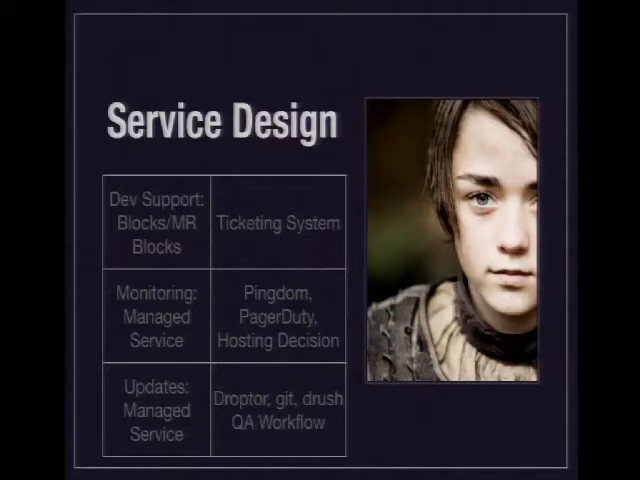 Service Design
Dev Support:
Blocks/MR
Blocks
Ticketing System
Monitoring:
Managed
Service
Pingdom,
PagerDuty,
Hosting Decision
Updates:
Managed
Service
Droptor, git, drush
QA Workflow